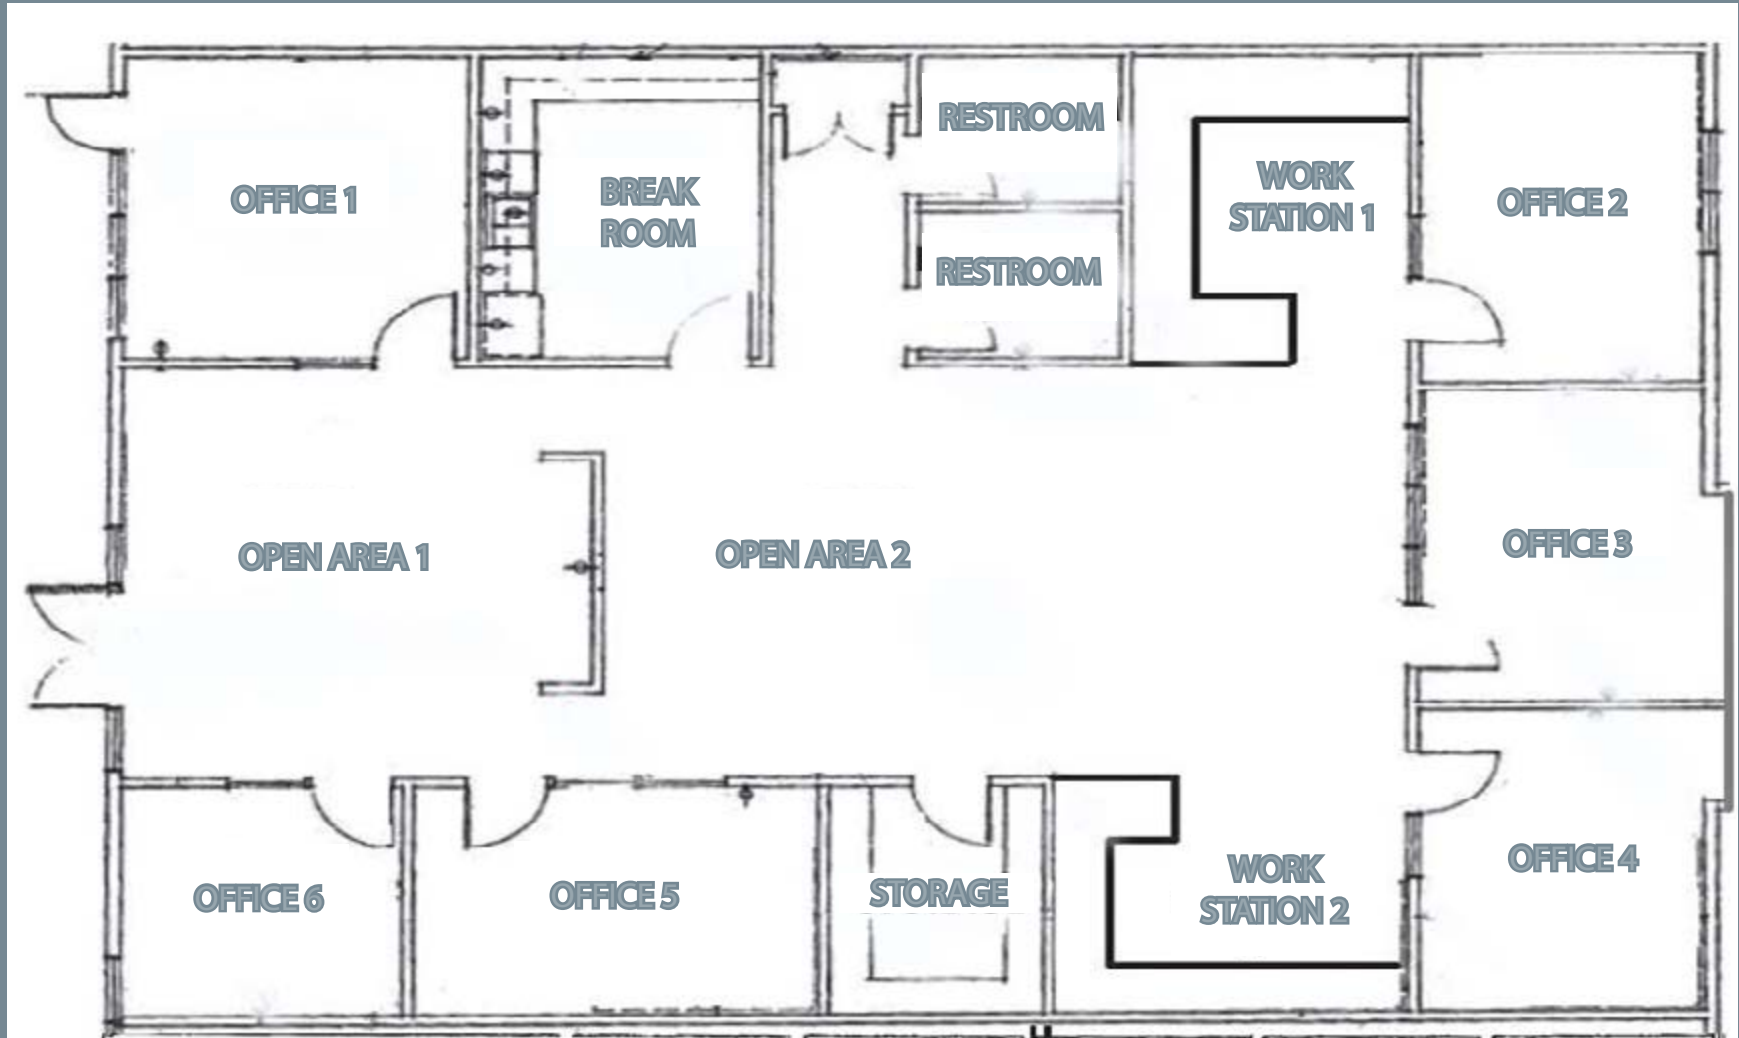 RESTROOM
WORK
STATION 1
OFFICE 1
BREAK
ROOM
OFFICE 2
RESTROOM
OPEN AREA 1
OPEN AREA 2
OFFICE 3
OFFICE 6
OFFICE 5
STORAGE
WORK
STATION 2
OFFICE 4